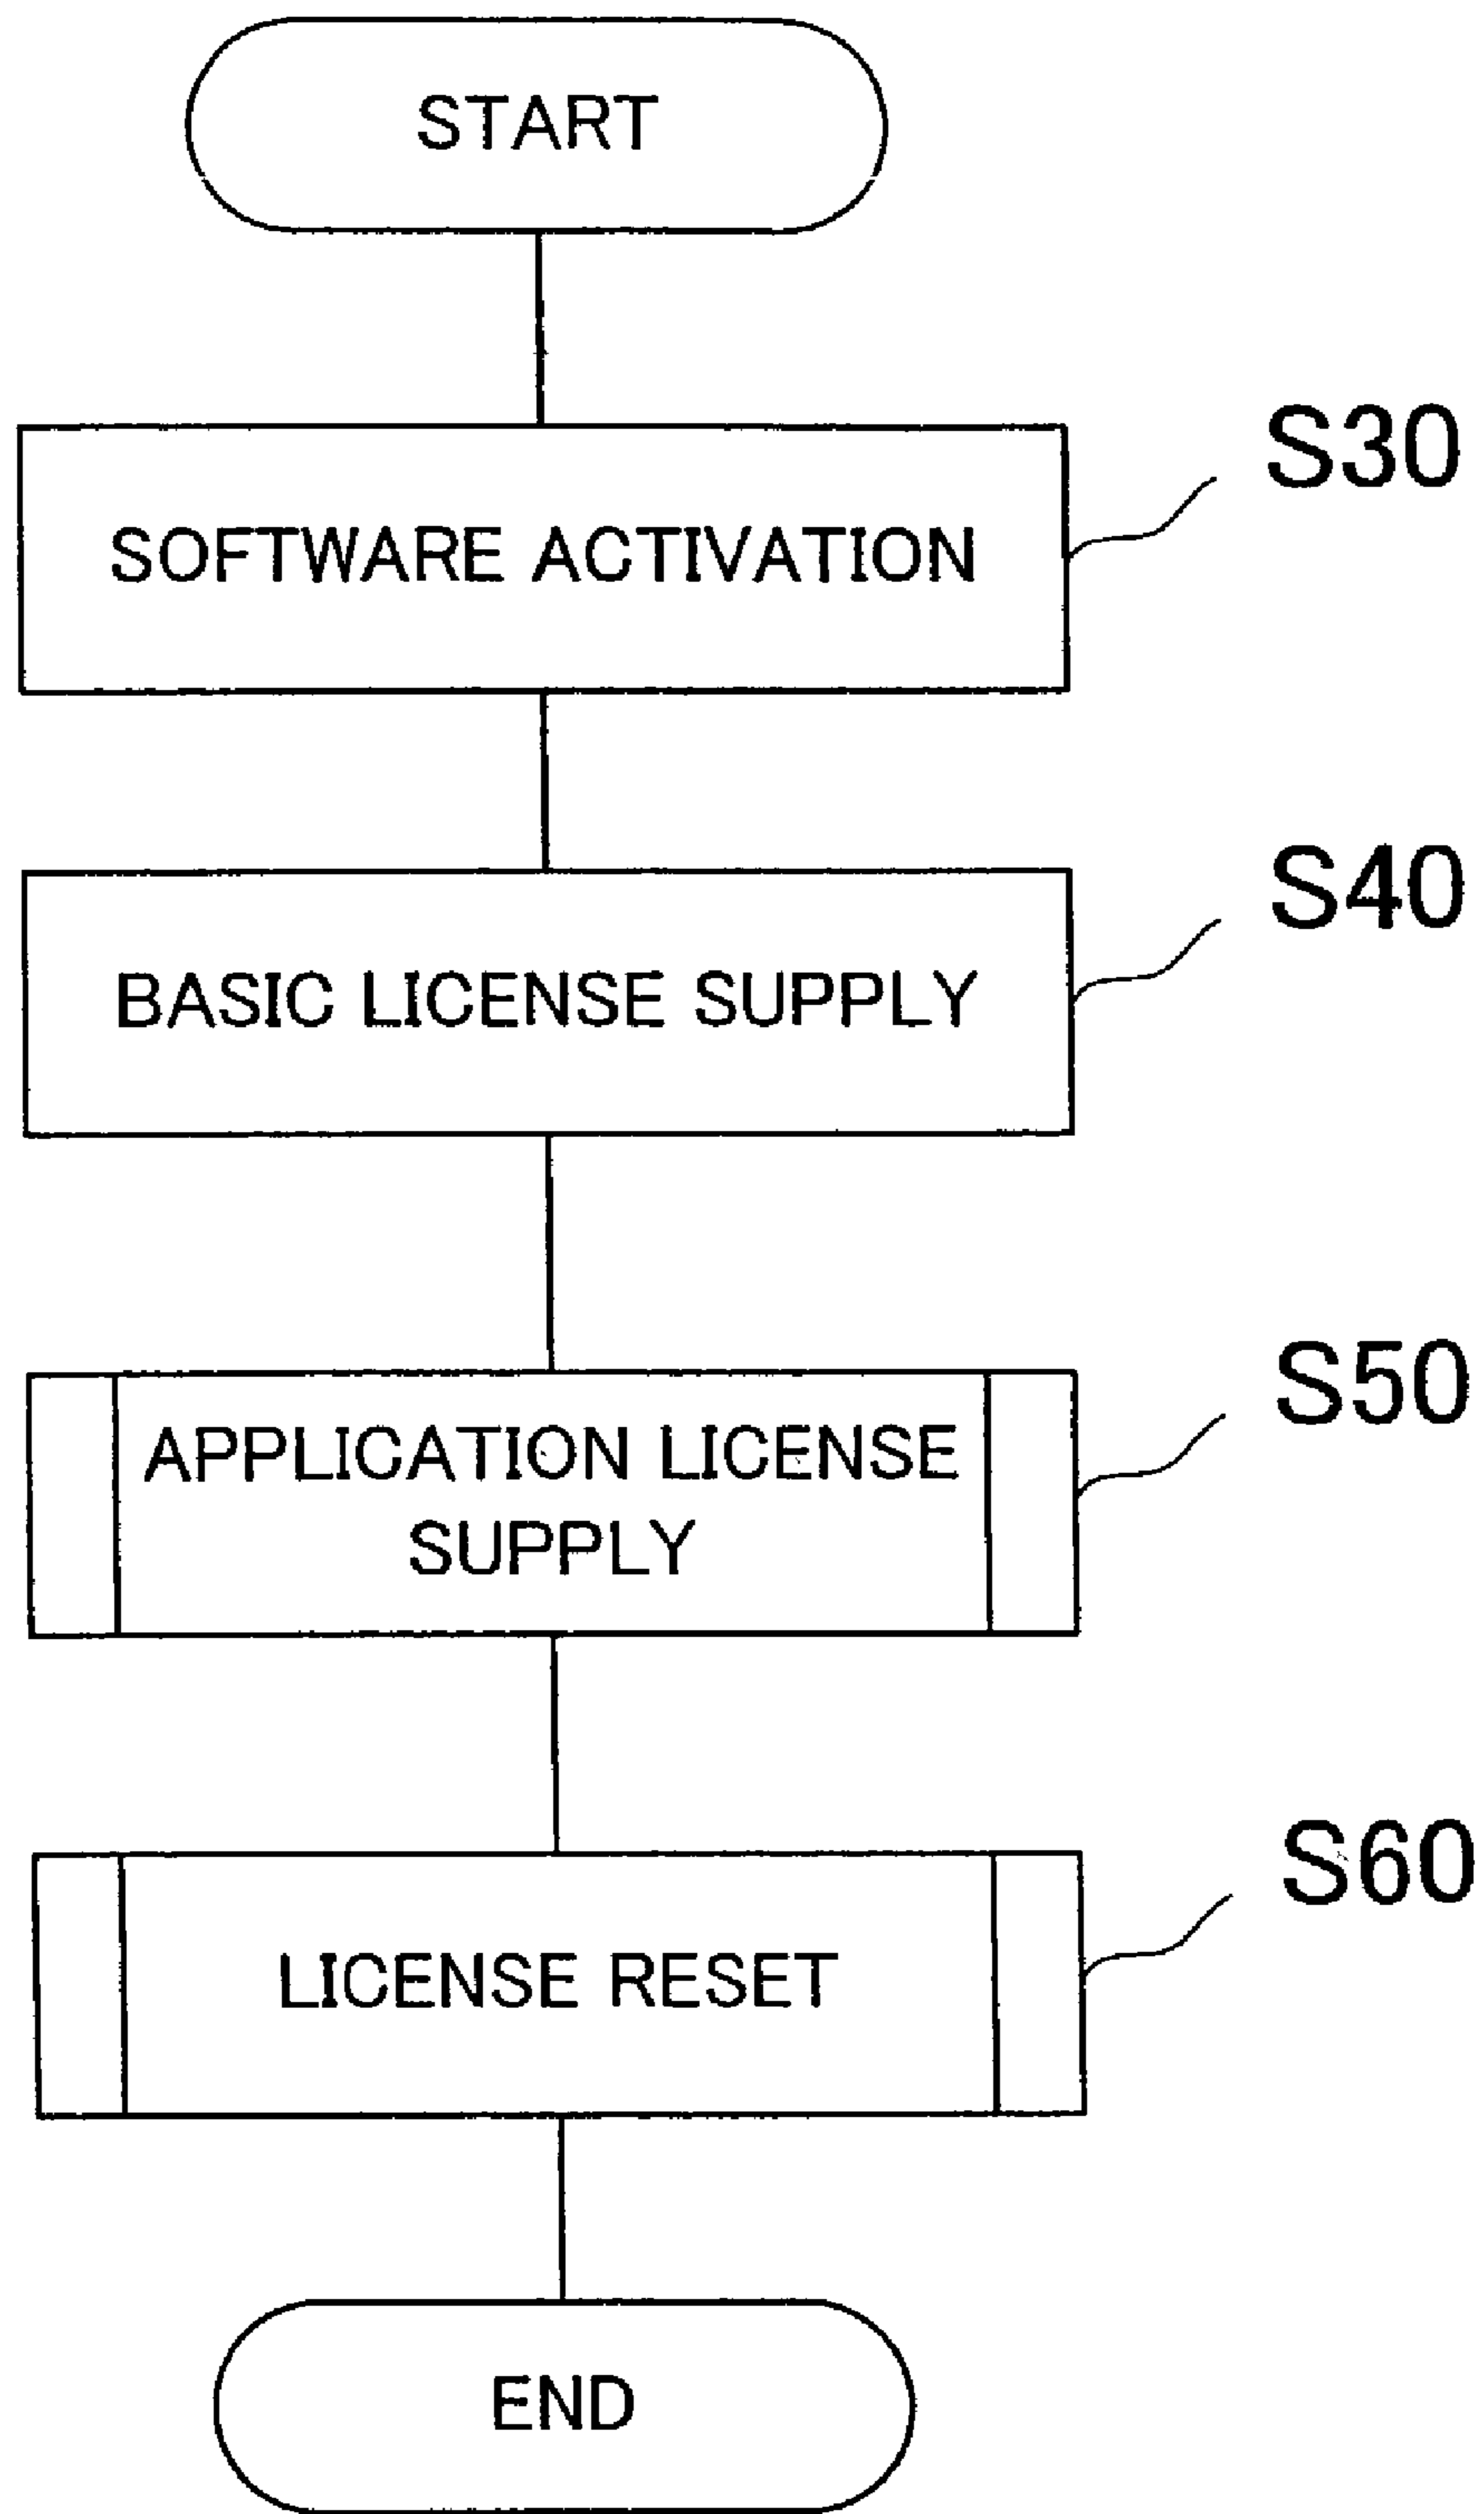 START
S30
SOFTWARE ACTIVATION
S40
BASIC LICENSE SUPPLY
S50
APPLICATION LICENSE
SUPPLY
S60
LICENSE RESET
END